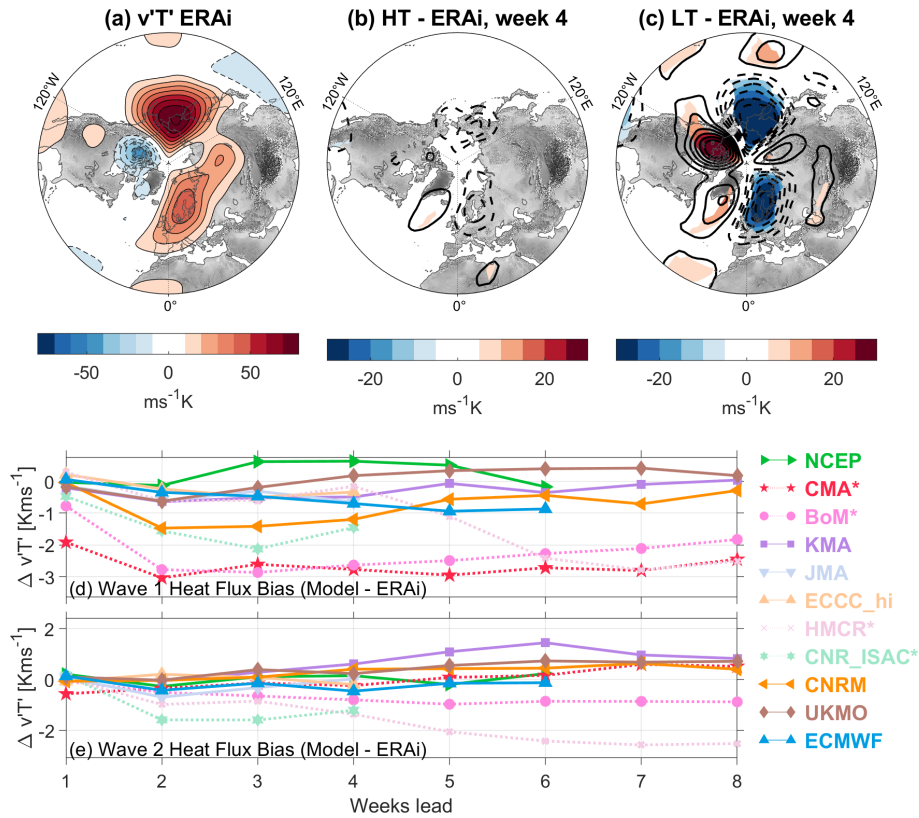 (a) v'T' ERAi
(b) HT - ERAi, week 4
(c) LT - ERAi, week 4
120°W
120°E
120°W
120°E
120°W
120°E
0°
0°
0°
-50 0 50
-20 0 20
-20 0 20
ms⁻¹K
ms⁻¹K
ms⁻¹K
Δ v'T' [Kms⁻¹]
0
-1
-2
-3
(d) Wave 1 Heat Flux Bias (Model - ERAi)
Δ v'T' [Kms⁻¹]
2
0
-2
(e) Wave 2 Heat Flux Bias (Model - ERAi)
1 2 3 4 5 6 7 8
Weeks lead
NCEP
CMA*
BoM*
KMA
JMA
ECCC_hi
HMCR*
CNR_ISAC*
CNRM
UKMO
ECMWF